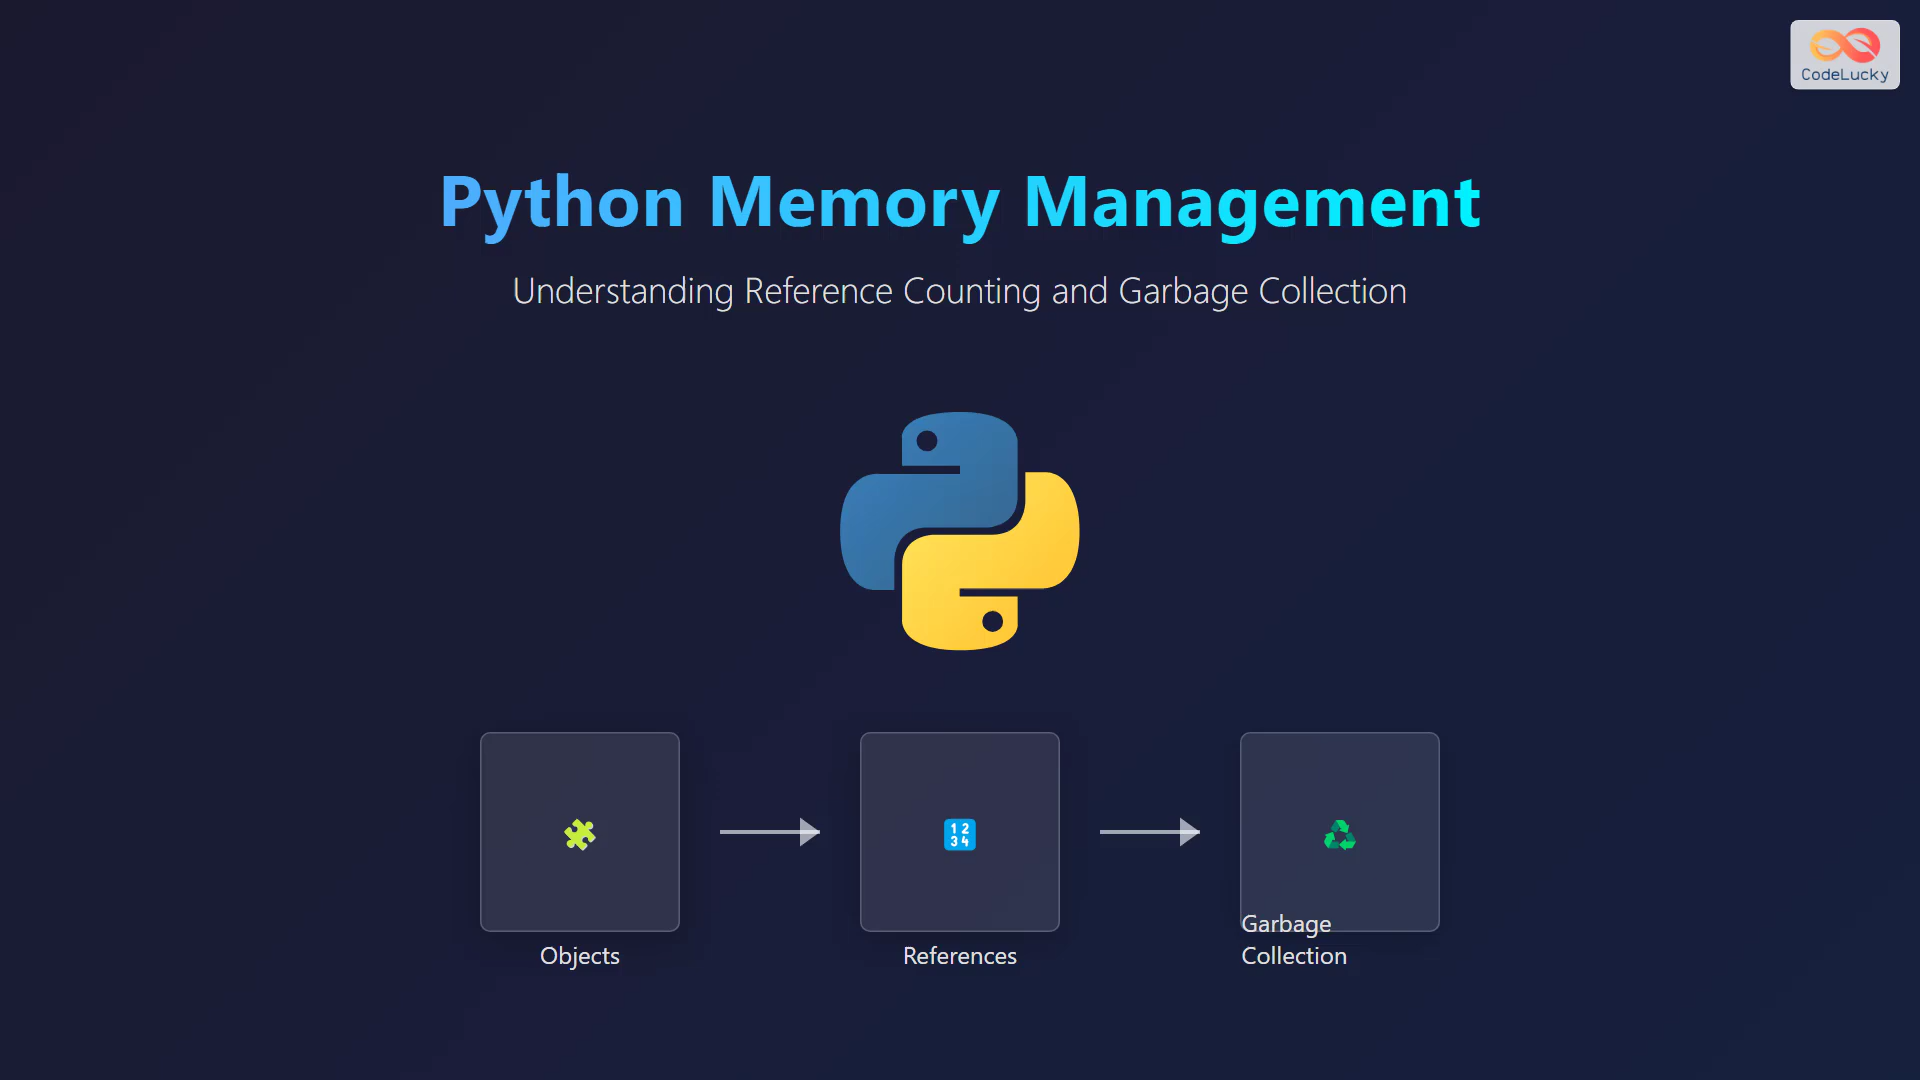 CodeLucky
Python Memory Management
Understanding Reference Counting and Garbage Collection
1 2
3 4
Objects
References
Garbage
Collection